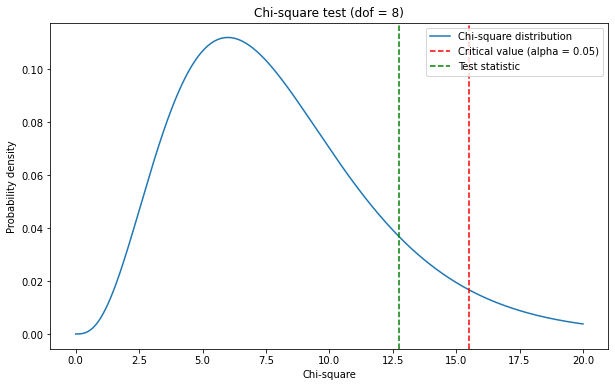 Chi-square test (dof = 8)
Chi-square distribution
Critical value (alpha = 0.05)
Test statistic
Probability density
0.10
0.08
0.06
0.04
0.02
0.00
0.0 2.5 5.0 7.5 10.0 12.5 15.0 17.5 20.0
Chi-square